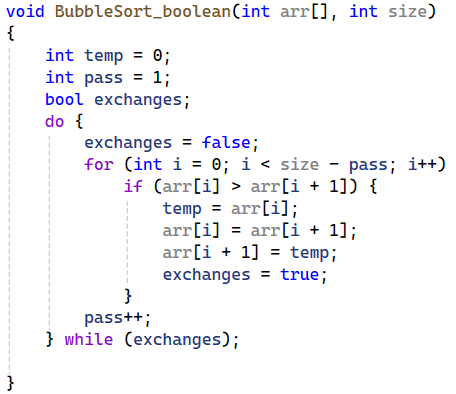 void BubbleSort_boolean(int arr[], int size)
{
    int temp = 0;
    int pass = 1;
    bool exchanges;
    do {
        exchanges = false;
        for (int i = 0; i < size - pass; i++)
            if (arr[i] > arr[i + 1]) {
                temp = arr[i];
                arr[i] = arr[i + 1];
                arr[i + 1] = temp;
                exchanges = true;
            }
        pass++;
    } while (exchanges);
}